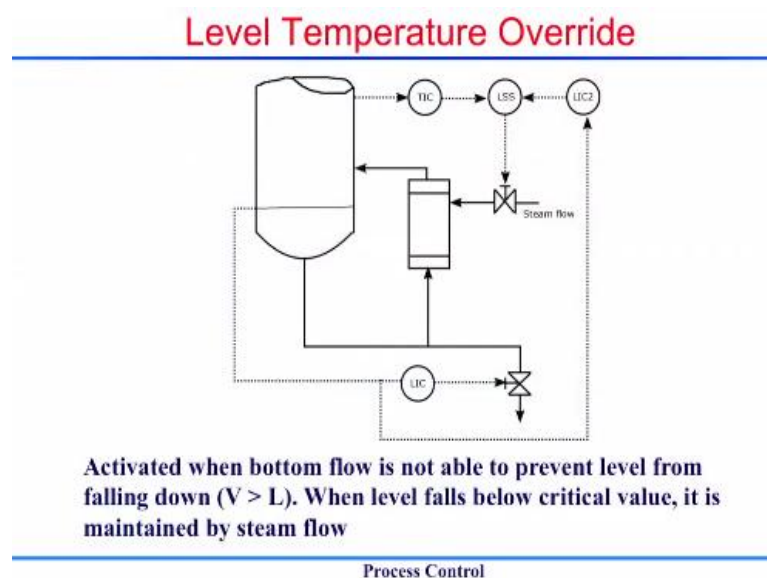 Level Temperature Override
TIC
LSS
LIC2
Steam flow
LIC
Activated when bottom flow is not able to prevent level from
falling down (V > L). When level falls below critical value, it is
maintained by steam flow
Process Control